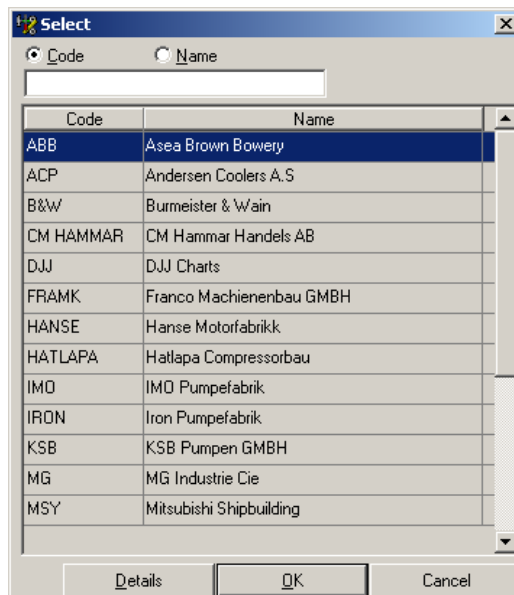 Select
Code Name
Code Name
ABB Asea Brown Bowery
ACP Andersen Coolers A.S
B&W Burmeister & Wain
CM HAMMAR CM Hammar Handels AB
DJJ DJJ Charts
FRAMK Franco Machienenbau GMBH
HANSE Hanse Motorfabrikk
HATLAPA Hatlapa Compressorbau
IMO IMO Pumpefabrik
IRON Iron Pumpefabrik
KSB KSB Pumpen GMBH
MG MG Industrie Cie
MSY Mitsubishi Shipbuilding
Details OK Cancel